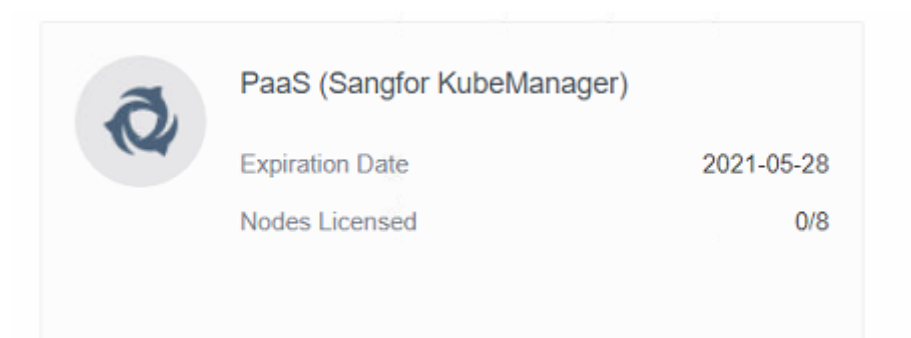 PaaS (Sangfor KubeManager)
Expiration Date 2021-05-28
Nodes Licensed 0/8